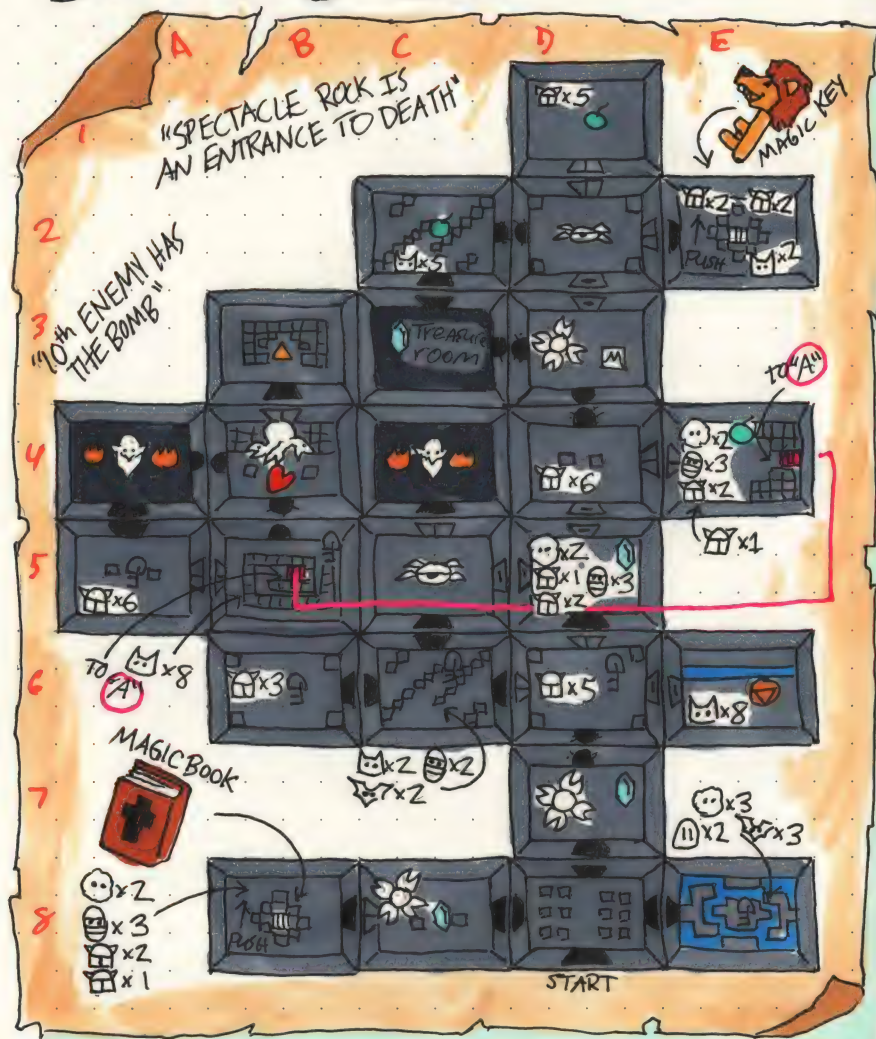 A B C D E
1
"SPECTACLE ROCK IS
AN ENTRANCE TO DEATH"
x5
MAGIC KEY
2
x5
x2 x2
PUSH
x2
"10th ENEMY HAS
THE BOMB"
3
TREASURE
ROOM
M
TO "A"
4
x6
x2
x3
x2
x1
5
x6
x2
x1 x3
x2
TO "A"
x8
6
x3
x5
x8
x2 x2
x2
MAGIC BOOK
7
x3
x2 x3
8
x2
x3
x2
x1
PUSH
START